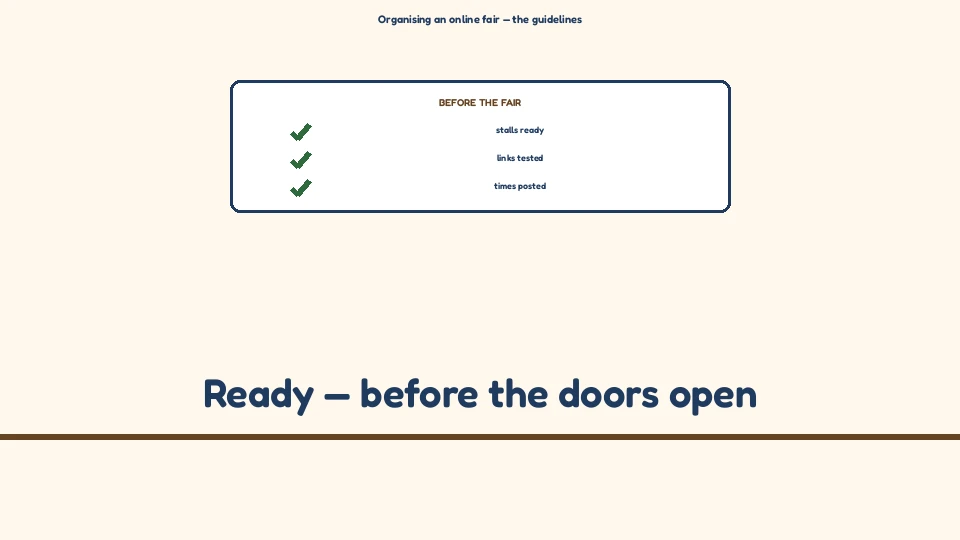 Organising an online fair — the guidelines
BEFORE THE FAIR
stalls ready
links tested
times posted
Ready — before the doors open